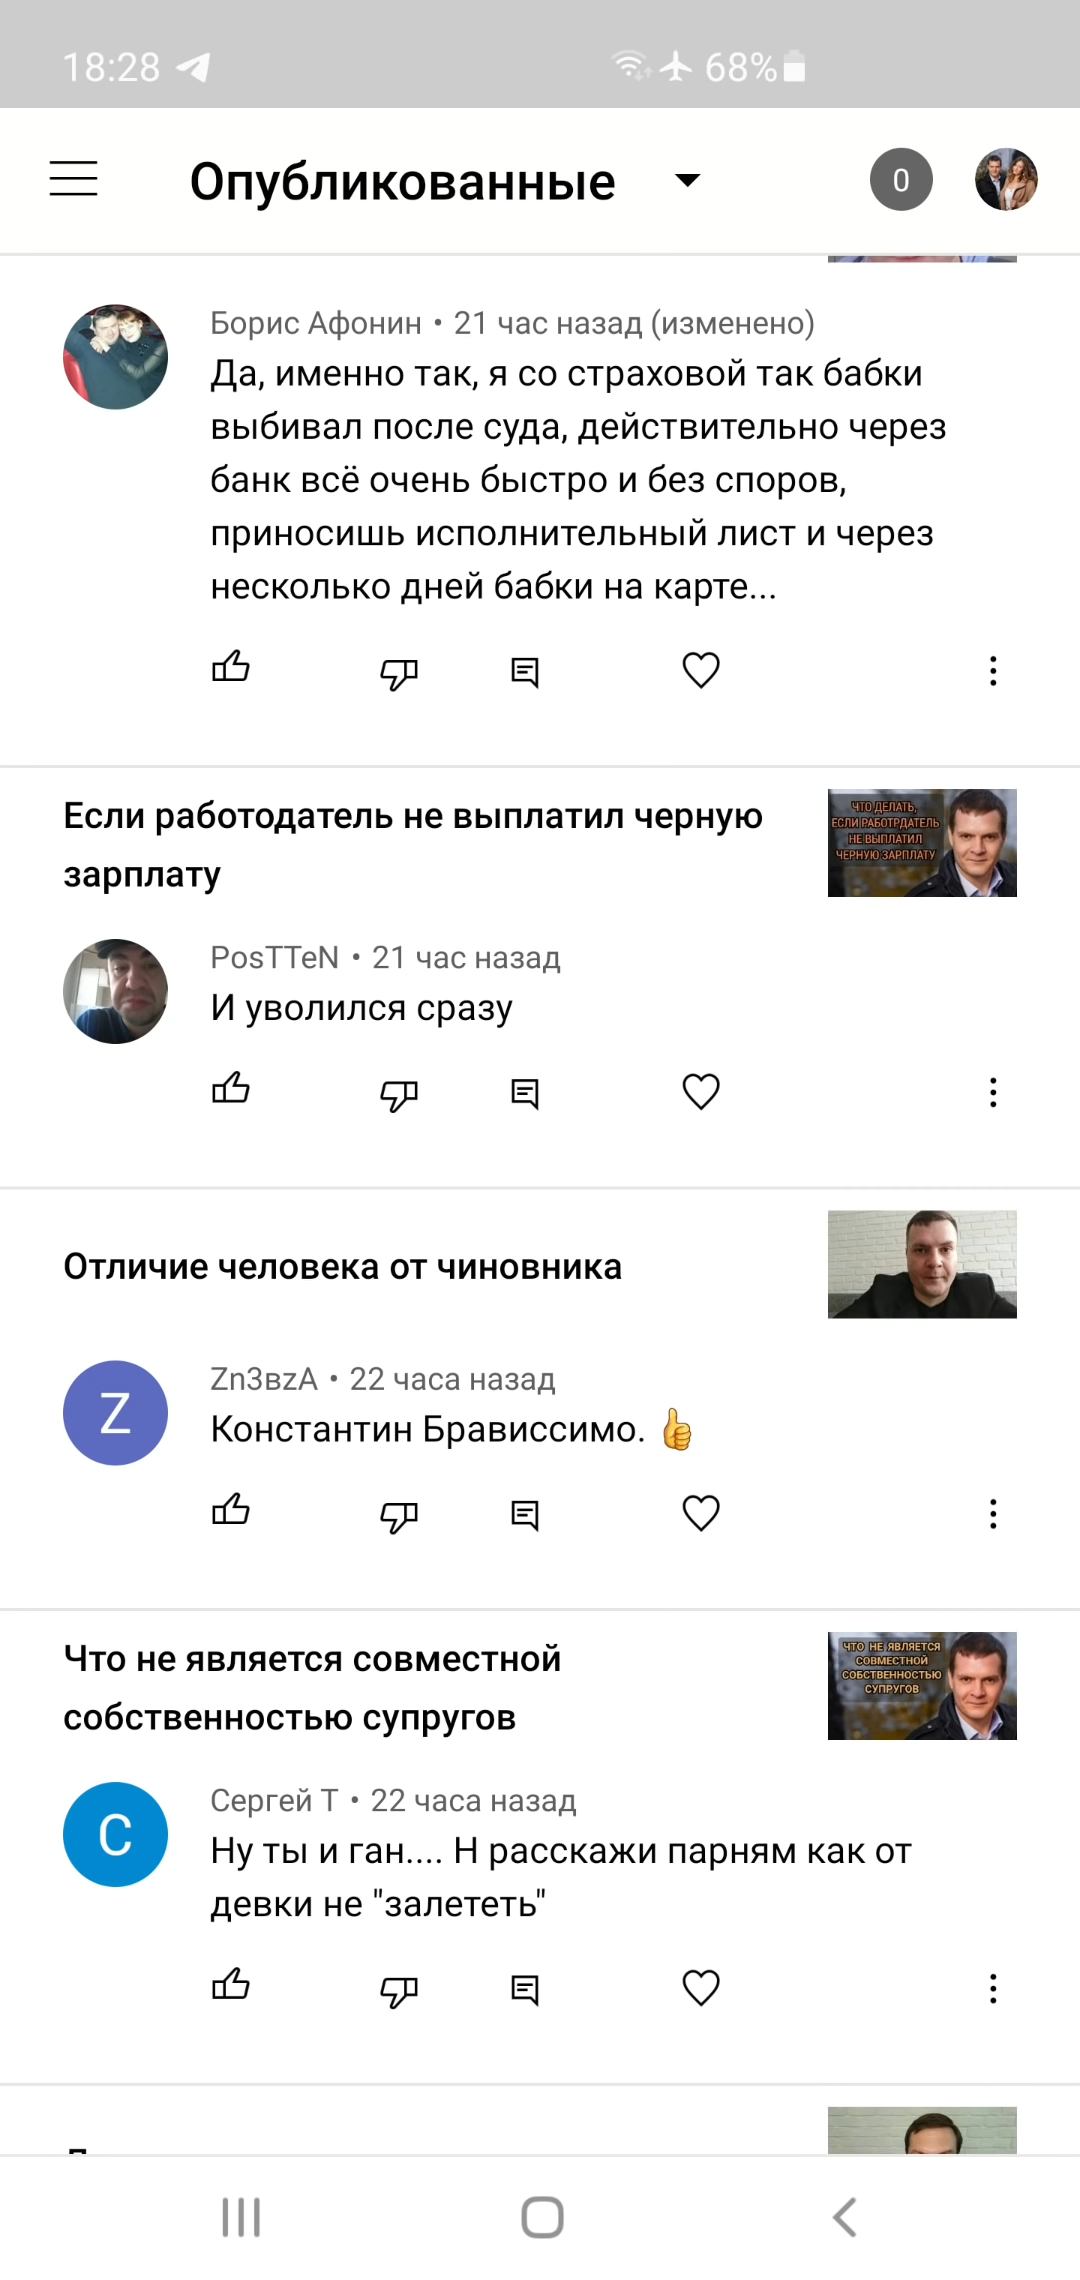 18:28 68%
Опубликованные 0
Борис Афонин • 21 час назад (изменено)
Да, именно так, я со страховой так бабки
выбивал после суда, действительно через
банк всё очень быстро и без споров,
приносишь исполнительный лист и через
несколько дней бабки на карте...
Если работодатель не выплатил черную
зарплату
ЧТО ДЕЛАТЬ,
ЕСЛИ РАБОТРДАТЕЛЬ
НЕ ВЫПЛАТИЛ
ЧЕРНУЮ ЗАРПЛАТУ
PosTTeN • 21 час назад
И уволился сразу
Отличие человека от чиновника
Z
Zn3вzA • 22 часа назад
Константин Брависсимо. 👍
Что не является совместной
собственностью супругов
ЧТО НЕ ЯВЛЯЕТСЯ
СОВМЕСТНОЙ
СОБСТВЕННОСТЬЮ
СУПРУГОВ
С
Сергей Т • 22 часа назад
Ну ты и ган.... Н расскажи парням как от
девки не "залететь"